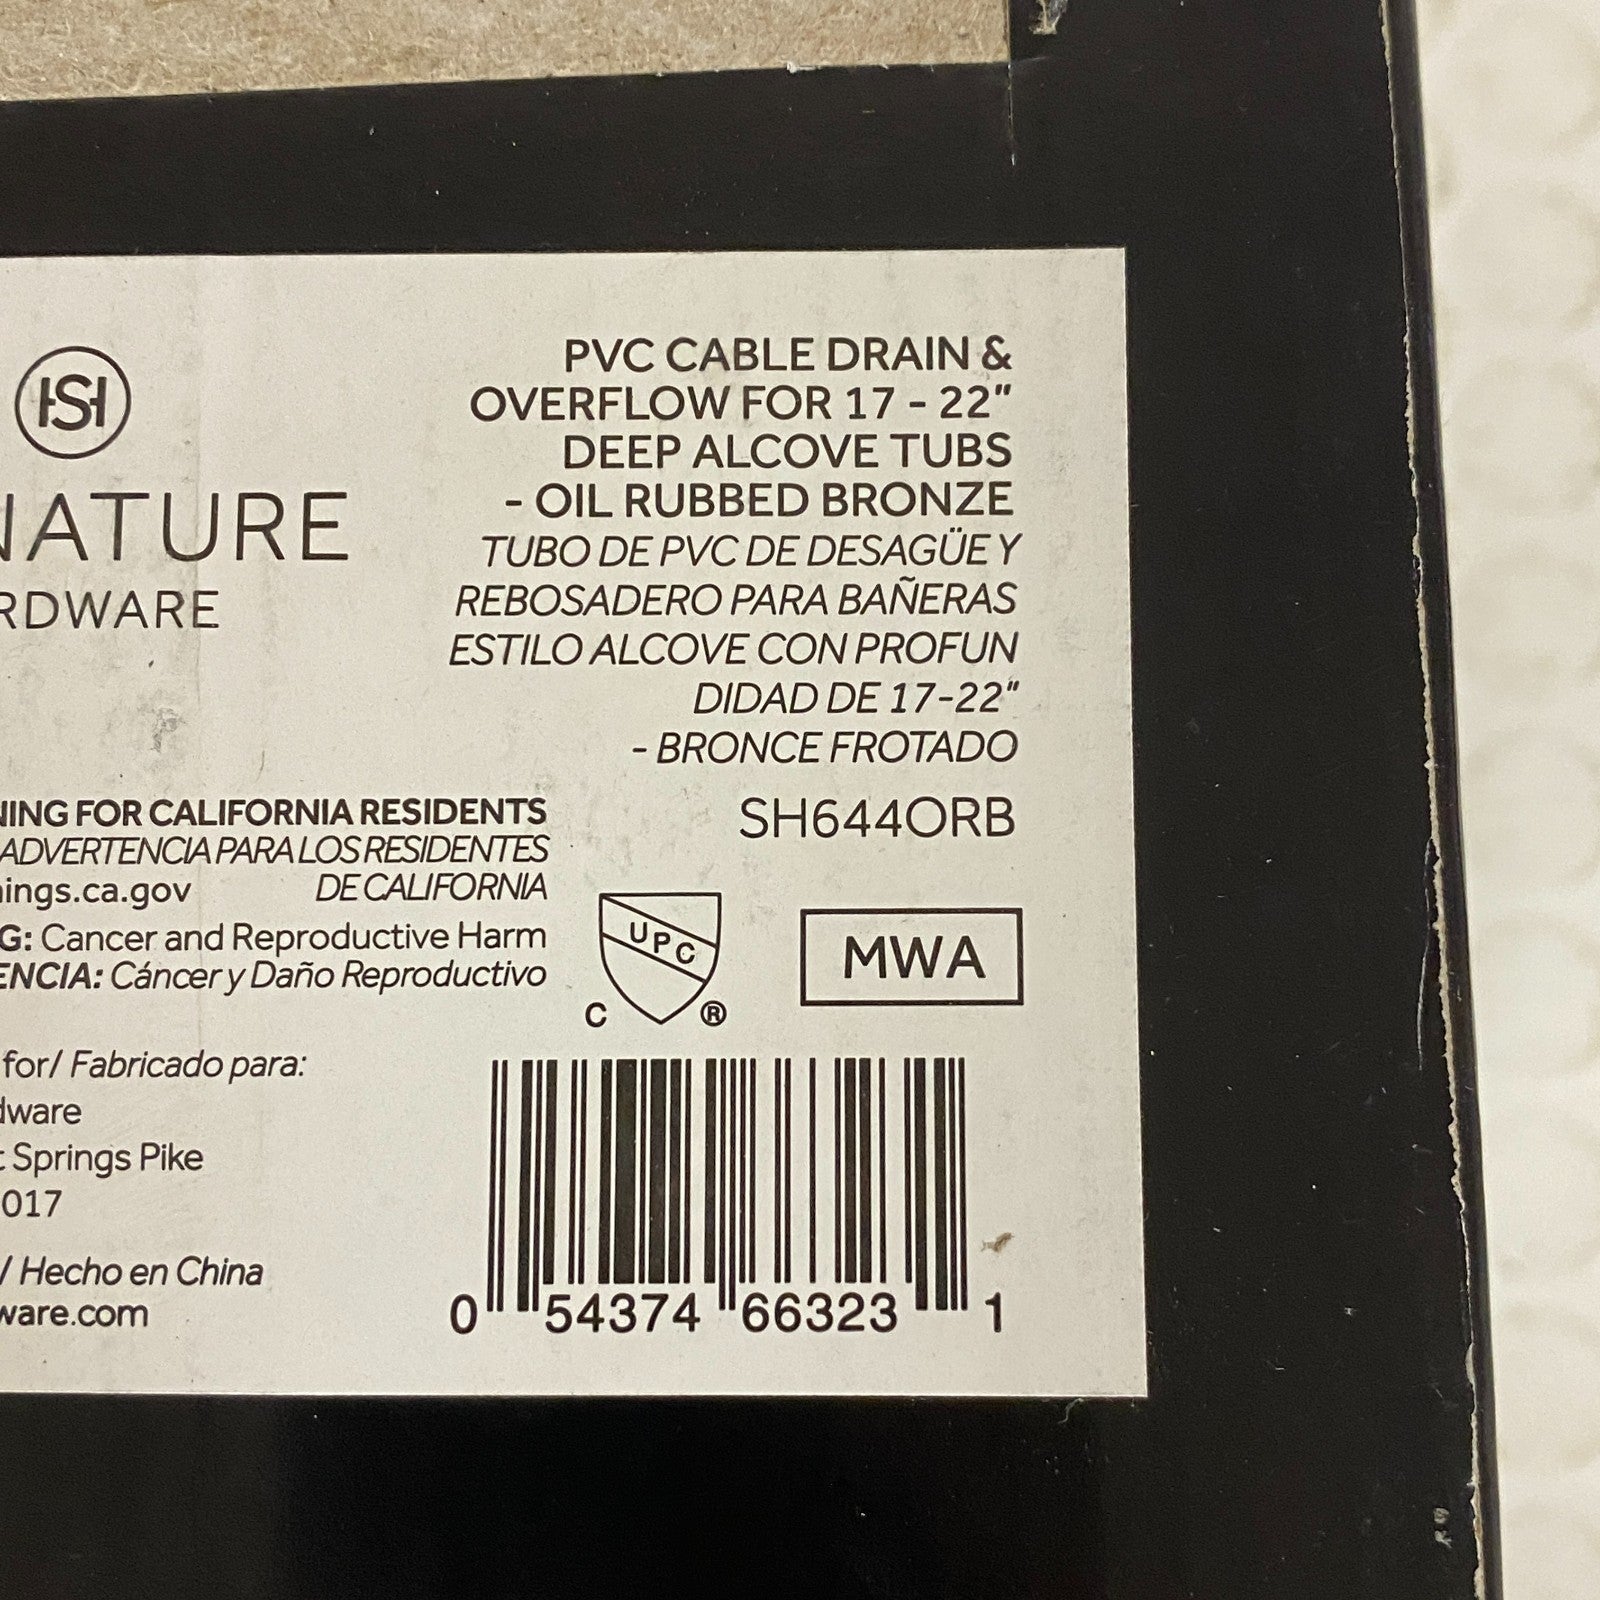 HS
NATURE
RDWARE
PVC CABLE DRAIN &
OVERFLOW FOR 17 - 22"
DEEP ALCOVE TUBS
- OIL RUBBED BRONZE
TUBO DE PVC DE DESAGÜE Y
REBOSADERO PARA BAÑERAS
ESTILO ALCOVE CON PROFUN
DIDAD DE 17-22"
- BRONCE FROTADO
SH644ORB
NING FOR CALIFORNIA RESIDENTS
ADVERTENCIA PARA LOS RESIDENTES
nings.ca.gov DE CALIFORNIA
G: Cancer and Reproductive Harm
ENCIA: Cáncer y Daño Reproductivo
UPC
C ®
MWA
for/ Fabricado para:
dware
t Springs Pike
017
/ Hecho en China
ware.com
0 54374 66323 1